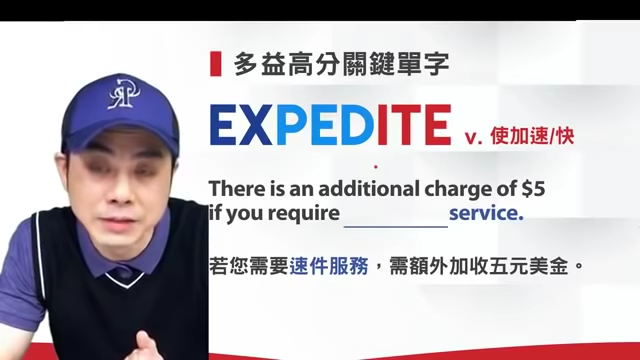 多益高分關鍵單字
EXPEDITE v. 使加速/快
There is an additional charge of $5
if you require ________ service.
若您需要速件服務，需額外加收五元美金。